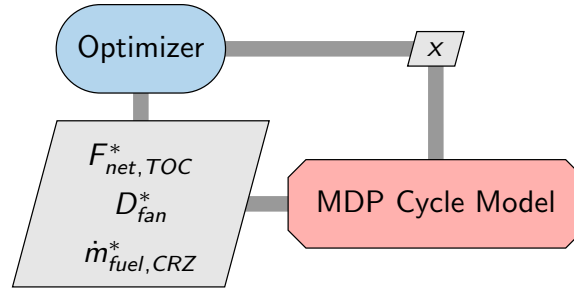 Optimizer
x
F*net,TOC
D*fan
MDP Cycle Model
ṁ*fuel,CRZ